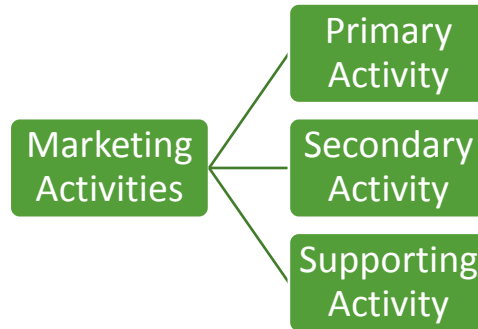 Primary
Activity
Marketing
Activities
Secondary
Activity
Supporting
Activity